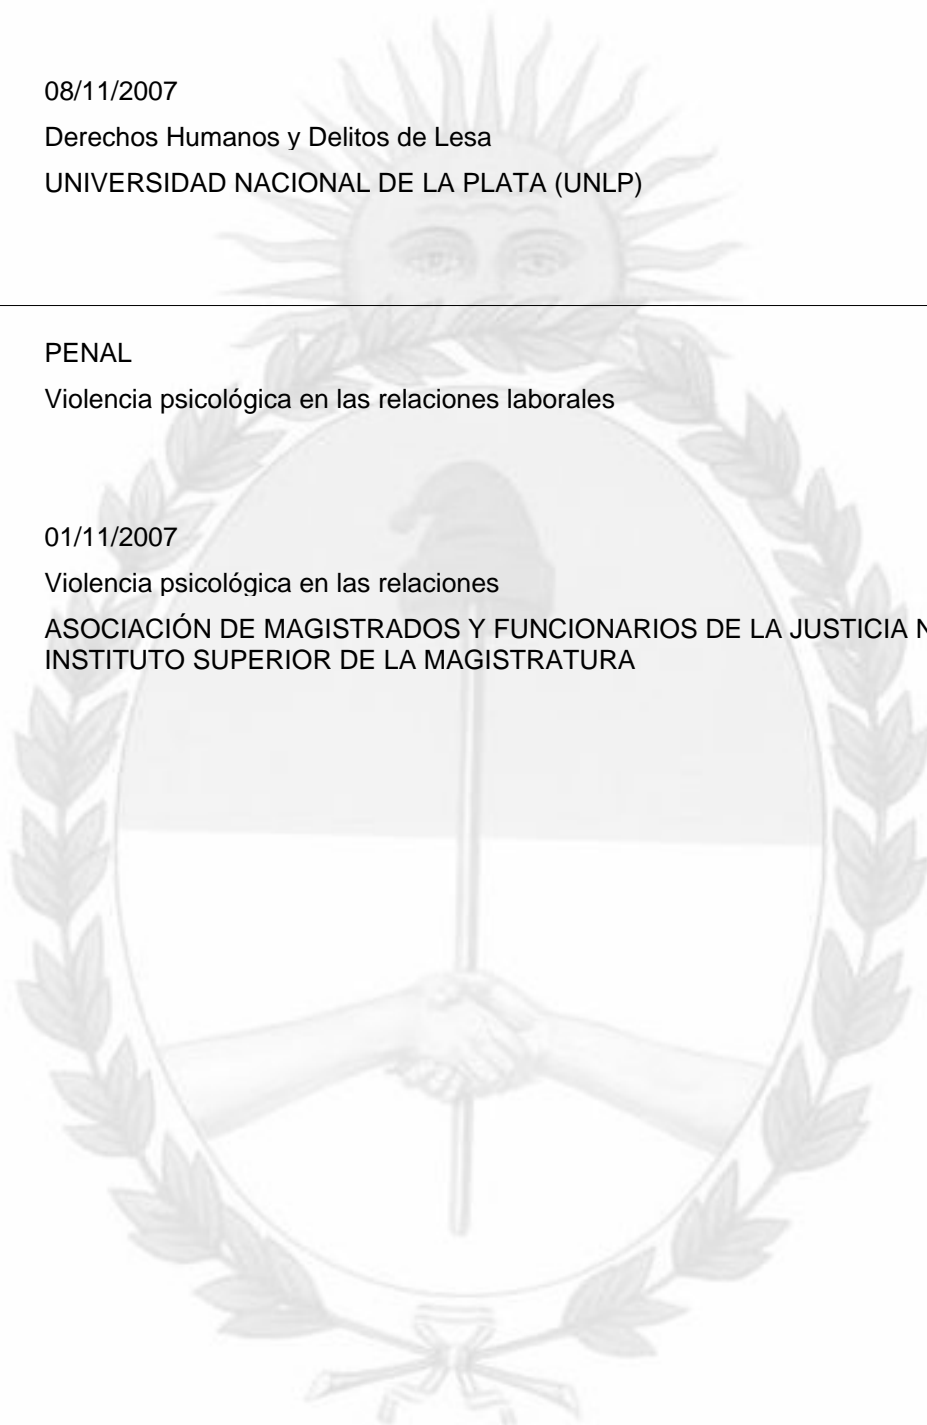 08/11/2007
Derechos Humanos y Delitos de Lesa
UNIVERSIDAD NACIONAL DE LA PLATA (UNLP)
PENAL
Violencia psicológica en las relaciones laborales
01/11/2007
Violencia psicológica en las relaciones
ASOCIACIÓN DE MAGISTRADOS Y FUNCIONARIOS DE LA JUSTICIA N
INSTITUTO SUPERIOR DE LA MAGISTRATURA